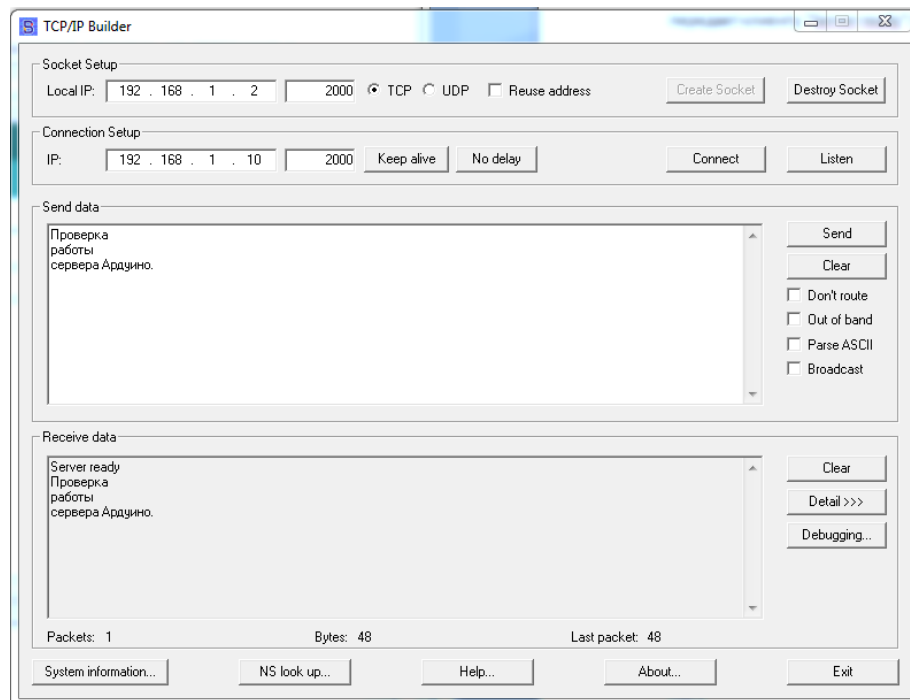 TCP/IP Builder
Socket Setup
Local IP: 192 . 168 . 1 . 2 2000 TCP UDP Reuse address Create Socket Destroy Socket
Connection Setup
IP: 192 . 168 . 1 . 10 2000 Keep alive No delay Connect Listen
Send data
Проверка
работы
сервера Ардуино.
Send
Clear
Don't route
Out of band
Parse ASCII
Broadcast
Receive data
Server ready
Проверка
работы
сервера Ардуино.
Clear
Detail >>>
Debugging...
Packets: 1 Bytes: 48 Last packet: 48
System information... NS look up... Help... About... Exit